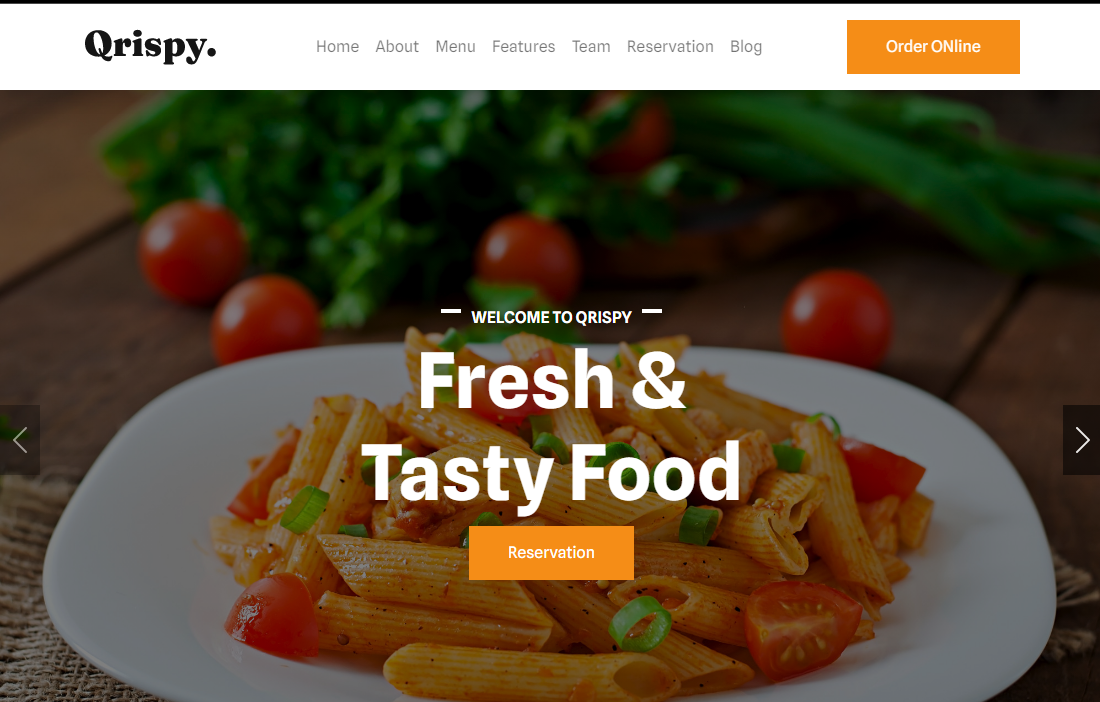 Qrispy.
Home About Menu Features Team Reservation Blog
Order ONline
WELCOME TO QRISPY
Fresh &
Tasty Food
Reservation